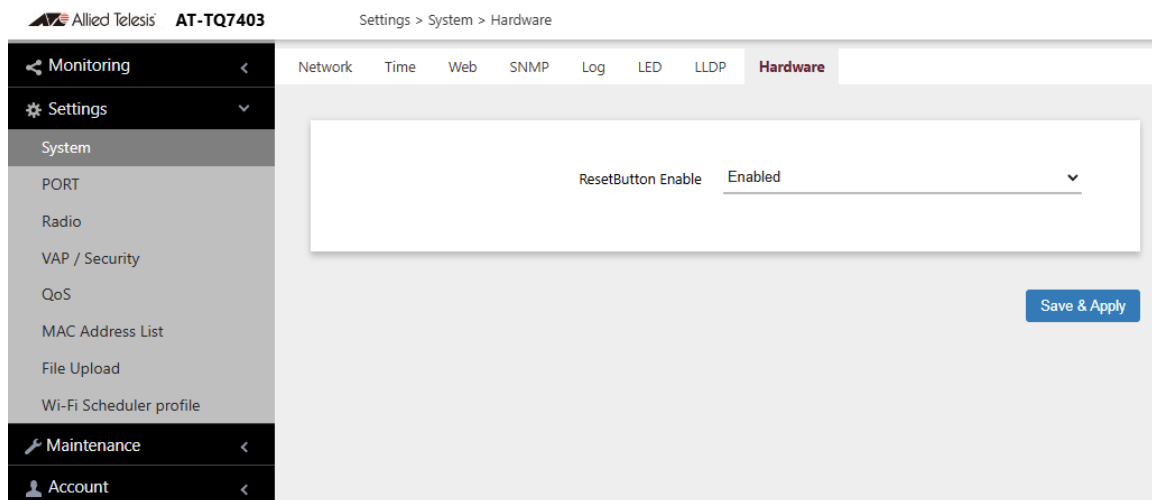 Allied Telesis AT-TQ7403
Settings > System > Hardware
Monitoring
Settings
System
PORT
Radio
VAP / Security
QoS
MAC Address List
File Upload
Wi-Fi Scheduler profile
Maintenance
Account
Network Time Web SNMP Log LED LLDP Hardware
ResetButton Enable Enabled
Save & Apply